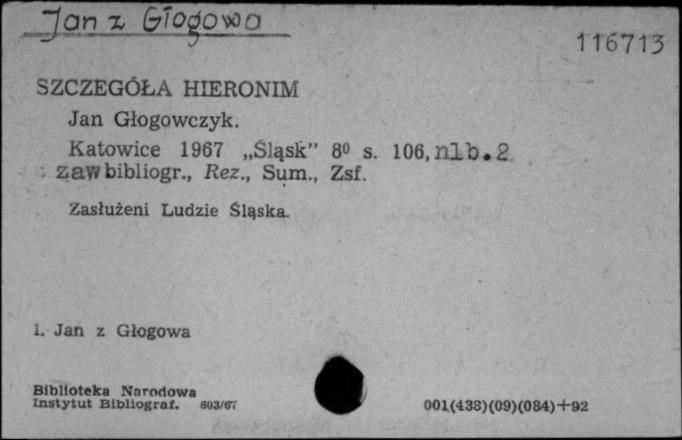 Jan z Głogowa
116713
SZCZEGÓŁA HIERONIM
Jan Głogowczyk.
Katowice 1967 „Śląsk” 8⁰ s. 106, nlb.2
zaw bibliogr., Rez., Sum., Zsf.
Zasłużeni Ludzie Śląska.
1. Jan z Głogowa
Biblioteka Narodowa
Instytut Bibliograf. 603/67
001(438)(09)(084)+92